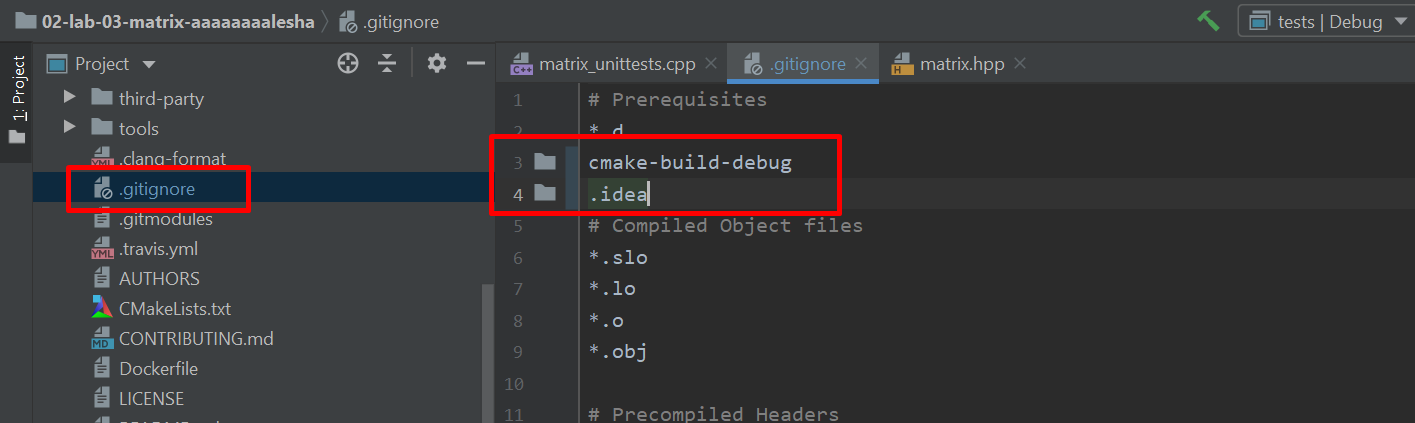 02-lab-03-matrix-aaaaaaaalesha .gitignore
tests | Debug
1: Project
Project
third-party
tools
.clang-format
.gitignore
.gitmodules
.travis.yml
AUTHORS
CMakeLists.txt
CONTRIBUTING.md
Dockerfile
LICENSE
matrix_unittests.cpp .gitignore matrix.hpp
1 # Prerequisites
2 *.d
3 cmake-build-debug
4 .idea
5 # Compiled Object files
6 *.slo
7 *.lo
8 *.o
9 *.obj
10
11 # Precompiled Headers